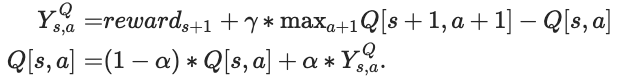 Y^Q_{s,a} =reward_{s+1} + γ * max_{a+1}Q[s + 1, a + 1] − Q[s, a]
Q[s, a] =(1 − α) * Q[s, a] + α * Y^Q_{s,a}.